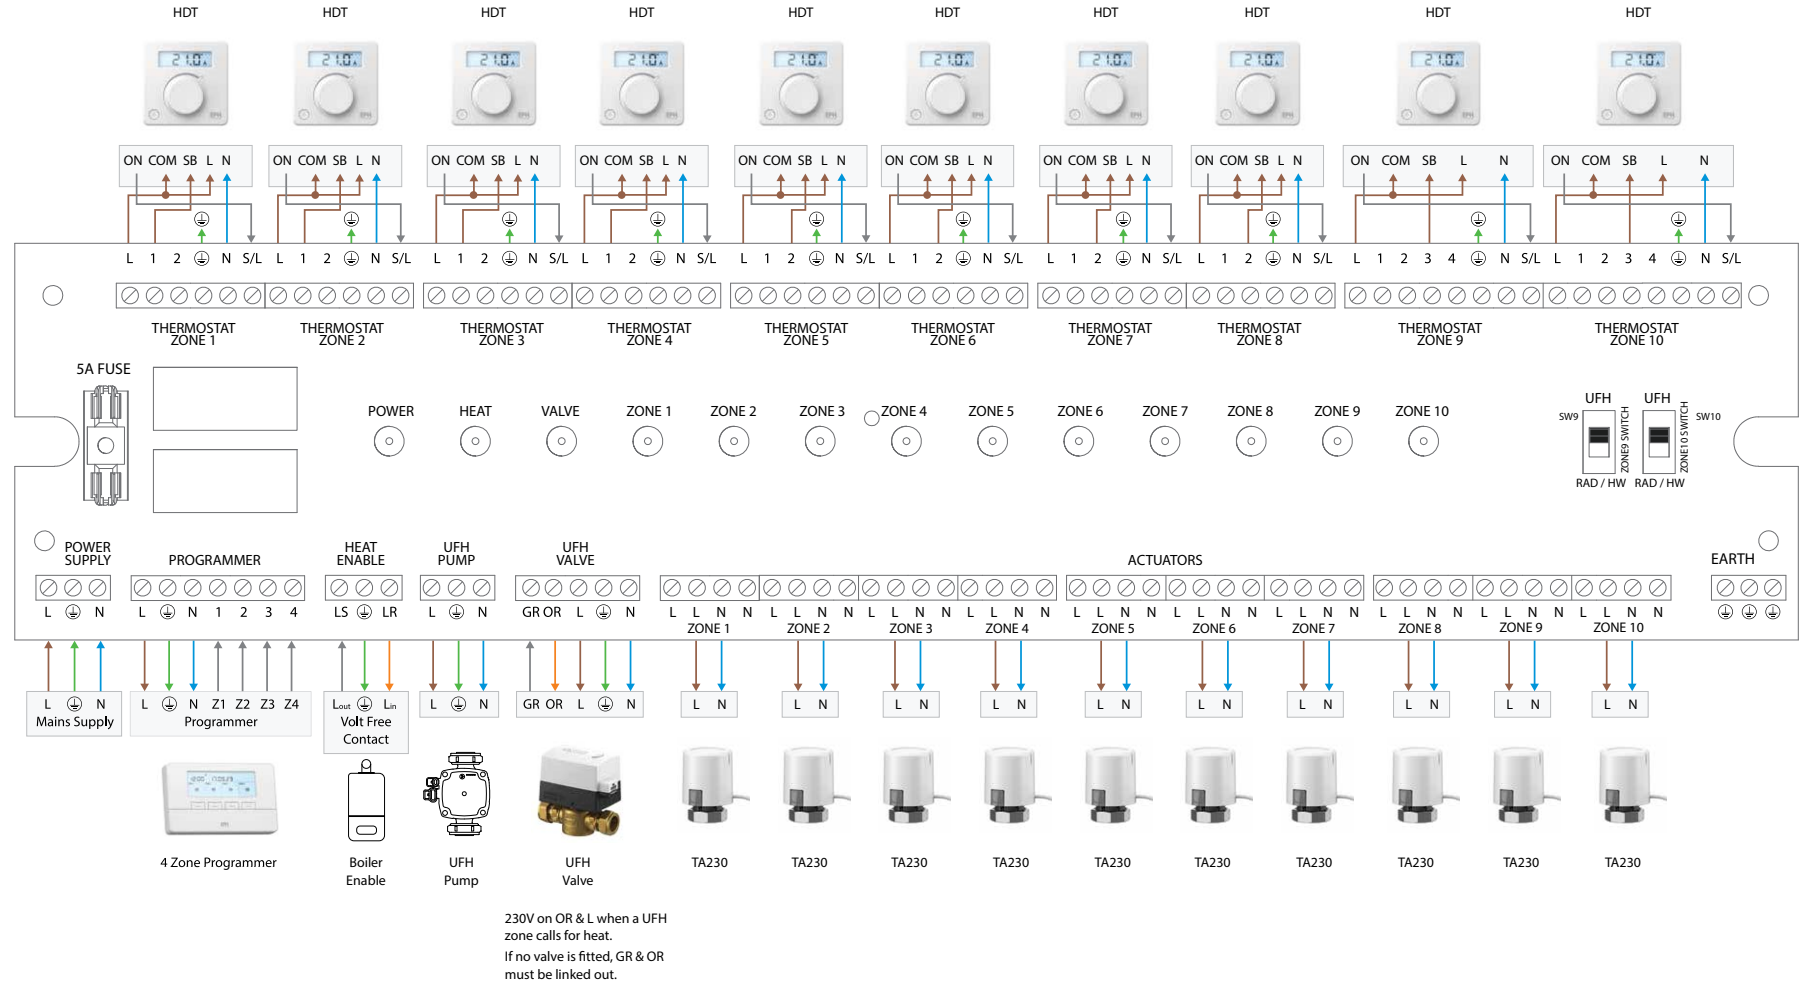 HDT HDT HDT HDT HDT HDT HDT HDT HDT HDT
21.0 21.0 21.0 21.0 21.0 21.0 21.0 21.0 21.0 21.0
EPH EPH EPH EPH EPH EPH EPH EPH EPH EPH
ON COM SB L N ON COM SB L N ON COM SB L N ON COM SB L N ON COM SB L N ON COM SB L N ON COM SB L N ON COM SB L N ON COM SB L N ON COM SB L N
L 1 2 N S/L L 1 2 N S/L L 1 2 N S/L L 1 2 N S/L L 1 2 N S/L L 1 2 N S/L L 1 2 N S/L L 1 2 N S/L L 1 2 3 4 N S/L L 1 2 3 4 N S/L
THERMOSTAT THERMOSTAT THERMOSTAT THERMOSTAT THERMOSTAT THERMOSTAT THERMOSTAT THERMOSTAT THERMOSTAT THERMOSTAT
ZONE 1 ZONE 2 ZONE 3 ZONE 4 ZONE 5 ZONE 6 ZONE 7 ZONE 8 ZONE 9 ZONE 10
5A FUSE
POWER HEAT VALVE ZONE 1 ZONE 2 ZONE 3 ZONE 4 ZONE 5 ZONE 6 ZONE 7 ZONE 8 ZONE 9 ZONE 10
UFH UFH
SW9 ZONE9 SWITCH ZONE10 SWITCH SW10
RAD / HW RAD / HW
POWER
SUPPLY
PROGRAMMER
HEAT
ENABLE
UFH
PUMP
UFH
VALVE
ACTUATORS
EARTH
L N L N 1 2 3 4 LS LR L N GR OR L N L L N N L L N N L L N N L L N N L L N N L L N N L L N N L L N N L L N N L L N N
ZONE 1 ZONE 2 ZONE 3 ZONE 4 ZONE 5 ZONE 6 ZONE 7 ZONE 8 ZONE 9 ZONE 10
L N L N Z1 Z2 Z3 Z4 Lout Lin L N GR OR L N L N L N L N L N L N L N L N L N L N L N
Mains Supply
Programmer
Volt Free
Contact
4 Zone Programmer
Boiler
Enable
UFH
Pump
UFH
Valve
TA230 TA230 TA230 TA230 TA230 TA230 TA230 TA230 TA230 TA230
230V on OR & L when a UFH
zone calls for heat.
If no valve is fitted, GR & OR
must be linked out.